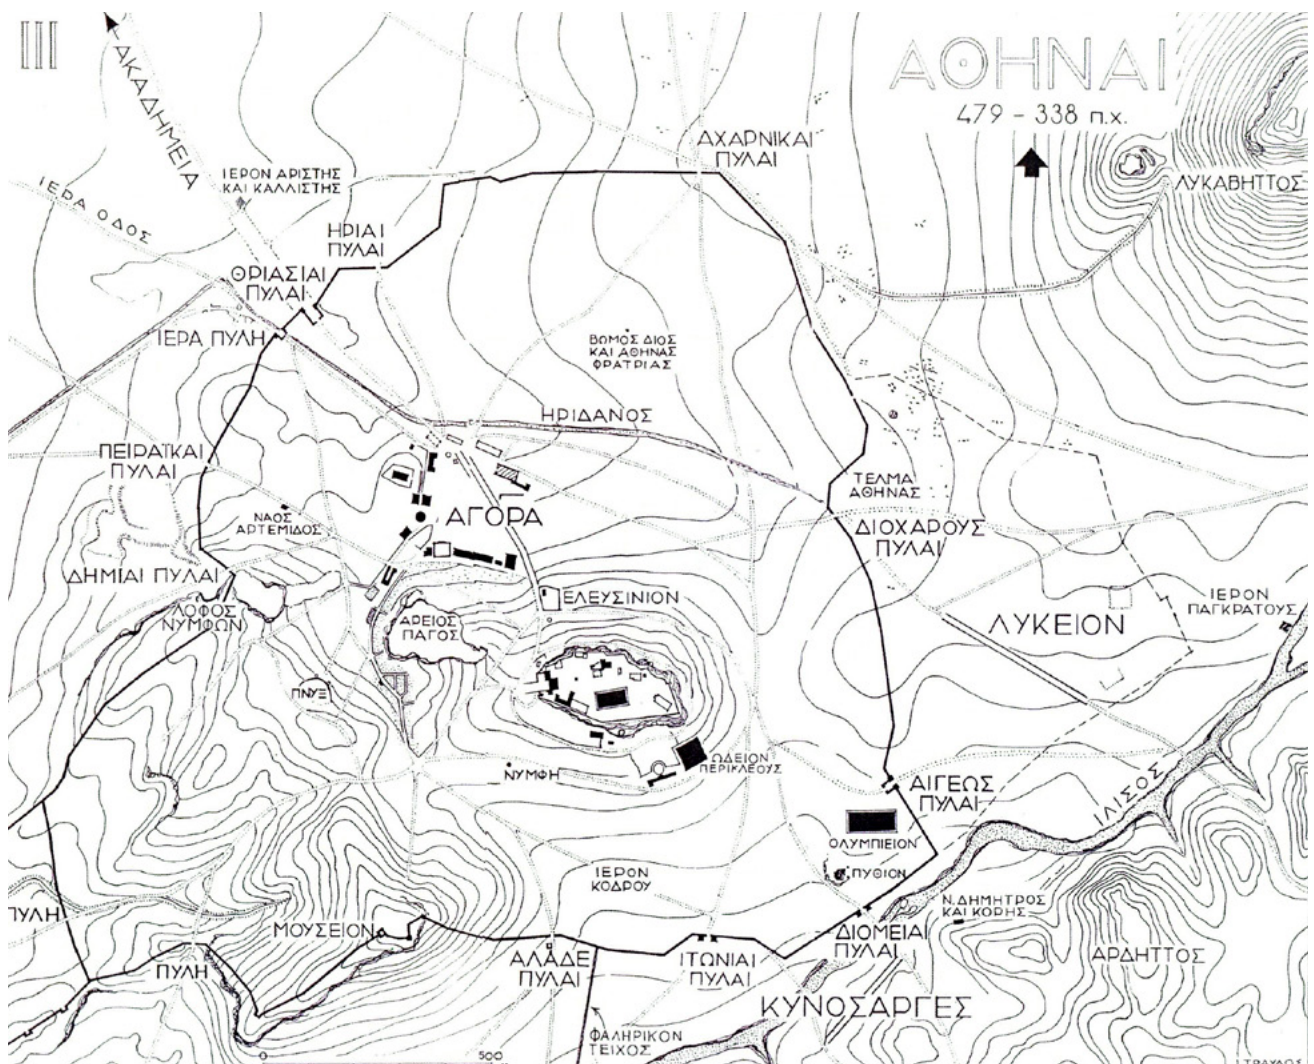 III
ΑΘΗΝΑΙ
479 – 338 π.χ.
ΑΚΑΔΗΜΕΙΑ
ΑΧΑΡΝΙΚΑΙ
ΠΥΛΑΙ
ΛΥΚΑΒΗΤΤΟΣ
ΙΕΡΟΝ ΑΡΙΣΤΗΣ
ΚΑΙ ΚΑΛΛΙΣΤΗΣ
ΙΕΡΑ ΟΔΟΣ
ΗΡΙΑΙ
ΠΥΛΑΙ
ΘΡΙΑΣΙΑΙ
ΠΥΛΑΙ
ΙΕΡΑ ΠΥΛΗ
ΒΩΜΟΣ ΔΙΟΣ
ΚΑΙ ΑΘΗΝΑΣ
ΦΡΑΤΡΙΑΣ
ΗΡΙΔΑΝΟΣ
ΠΕΙΡΑΪΚΑΙ
ΠΥΛΑΙ
ΤΕΛΜΑ
ΑΘΗΝΑΣ
ΝΑΟΣ
ΑΡΤΕΜΙΔΟΣ
ΑΓΟΡΑ
ΔΙΟΧΑΡΟΥΣ
ΠΥΛΑΙ
ΔΗΜΙΑΙ ΠΥΛΑΙ
ΛΟΦΟΣ
ΝΥΜΦΩΝ
ΑΡΕΙΟΣ
ΠΑΓΟΣ
ΕΛΕΥΣΙΝΙΟΝ
ΛΥΚΕΙΟΝ
ΙΕΡΟΝ
ΠΑΓΚΡΑΤΟΥΣ
ΠΝΥΞ
ΝΥΜΦΗ
ΩΔΕΙΟΝ
ΠΕΡΙΚΛΕΟΥΣ
ΑΙΓΕΩΣ
ΠΥΛΑΙ
ΙΛΙΣΟΣ
ΟΛΥΜΠΙΕΙΟΝ
ΠΥΘΙΟΝ
ΙΕΡΟΝ
ΚΟΔΡΟΥ
Ν.ΔΗΜΗΤΡΟΣ
ΚΑΙ ΚΟΡΗΣ
ΠΥΛΗ
ΜΟΥΣΕΙΟΝ
ΔΙΟΜΕΙΑΙ
ΠΥΛΑΙ
ΠΥΛΗ
ΑΛΑΔΕ
ΠΥΛΑΙ
ΙΤΩΝΙΑΙ
ΠΥΛΑΙ
ΑΡΔΗΤΤΟΣ
ΚΥΝΟΣΑΡΓΕΣ
ΦΑΛΗΡΙΚΟΝ
ΤΕΙΧΟΣ
0 500
Ι.ΤΡΑΥΛΟΣ